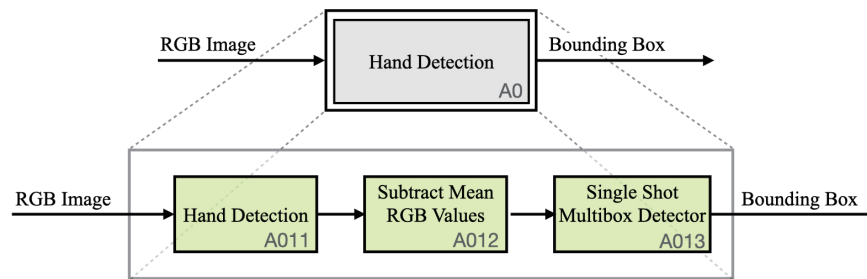 RGB Image
Hand Detection
A0
Bounding Box
RGB Image
Hand Detection
A011
Subtract Mean
RGB Values
A012
Single Shot
Multibox Detector
A013
Bounding Box